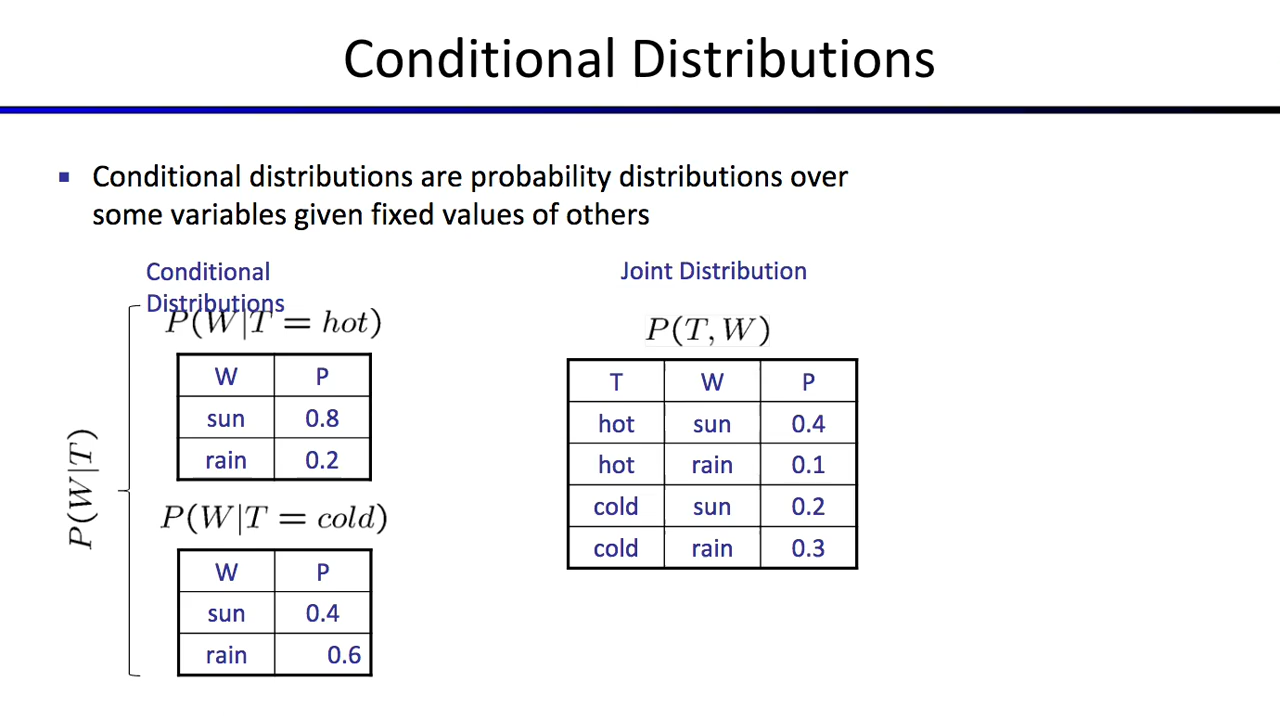 Conditional Distributions
▪ Conditional distributions are probability distributions over
some variables given fixed values of others
Conditional
Distributions
P(W|T)
P(W|T = hot)
W P
sun 0.8
rain 0.2
P(W|T = cold)
W P
sun 0.4
rain 0.6
Joint Distribution
P(T, W)
T W P
hot sun 0.4
hot rain 0.1
cold sun 0.2
cold rain 0.3